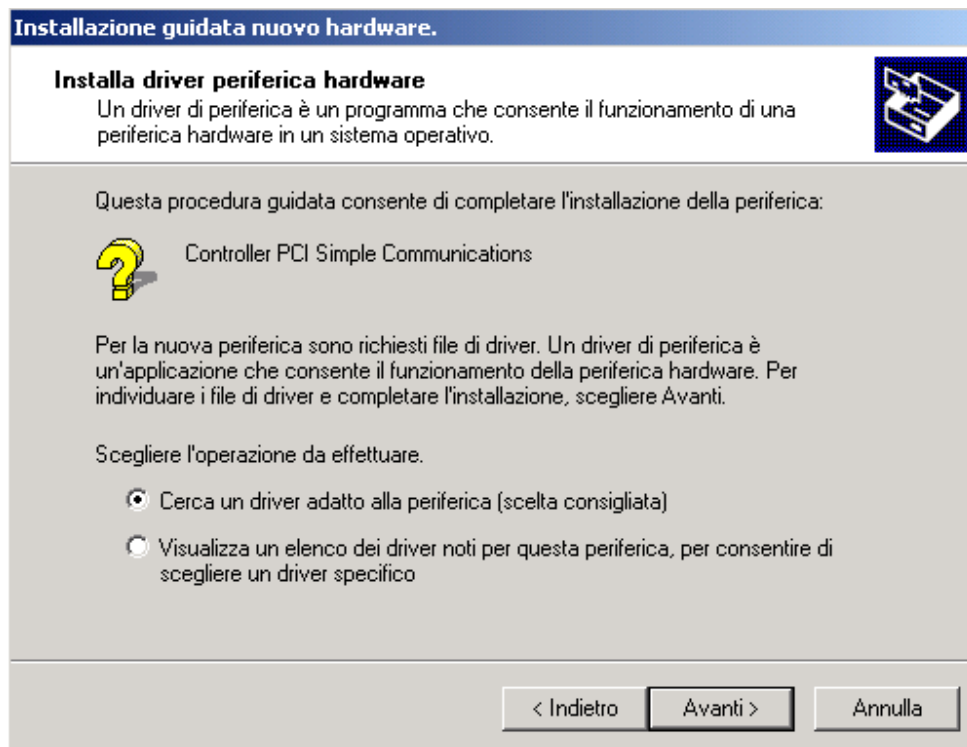 Installazione guidata nuovo hardware.
Installa driver periferica hardware
Un driver di periferica è un programma che consente il funzionamento di una
periferica hardware in un sistema operativo.
Questa procedura guidata consente di completare l'installazione della periferica:
Controller PCI Simple Communications
Per la nuova periferica sono richiesti file di driver. Un driver di periferica è
un'applicazione che consente il funzionamento della periferica hardware. Per
individuare i file di driver e completare l'installazione, scegliere Avanti.
Scegliere l'operazione da effettuare.
Cerca un driver adatto alla periferica (scelta consigliata)
Visualizza un elenco dei driver noti per questa periferica, per consentire di
scegliere un driver specifico
< Indietro
Avanti >
Annulla